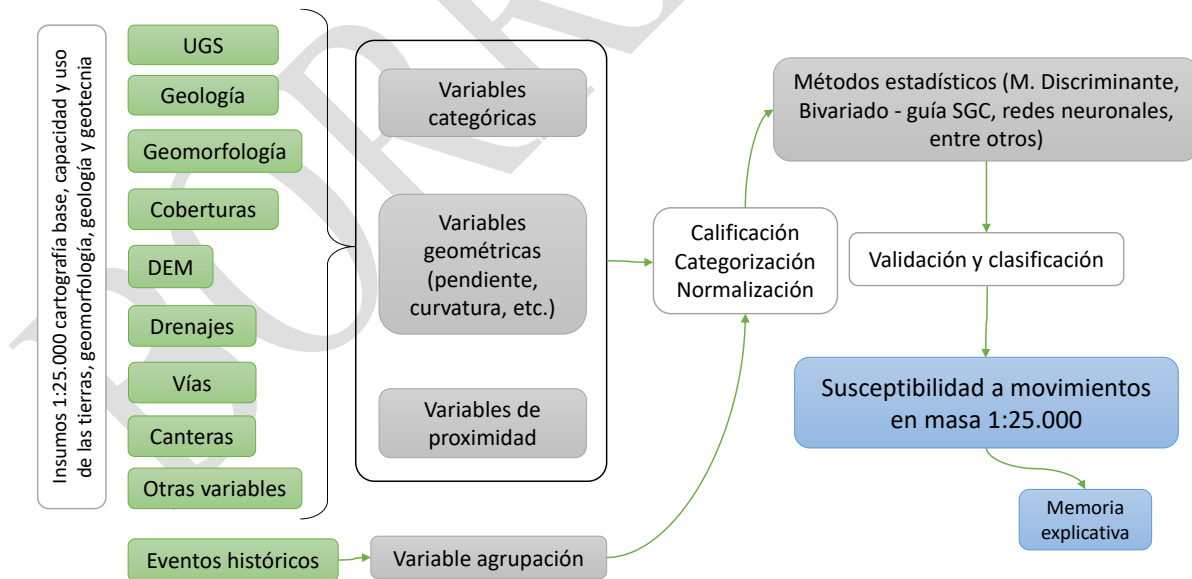 Insumos 1:25.000 cartografía base, capacidad y uso
de las tierras, geomorfología, geología y geotecnia
UGS
Geología
Geomorfología
Coberturas
DEM
Drenajes
Vías
Canteras
Otras variables
Eventos históricos
Variables
categóricas
Variables
geométricas
(pendiente,
curvatura, etc.)
Variables de
proximidad
Variable agrupación
Calificación
Categorización
Normalización
Métodos estadísticos (M. Discriminante,
Bivariado - guía SGC, redes neuronales,
entre otros)
Validación y clasificación
Susceptibilidad a movimientos
en masa 1:25.000
Memoria
explicativa